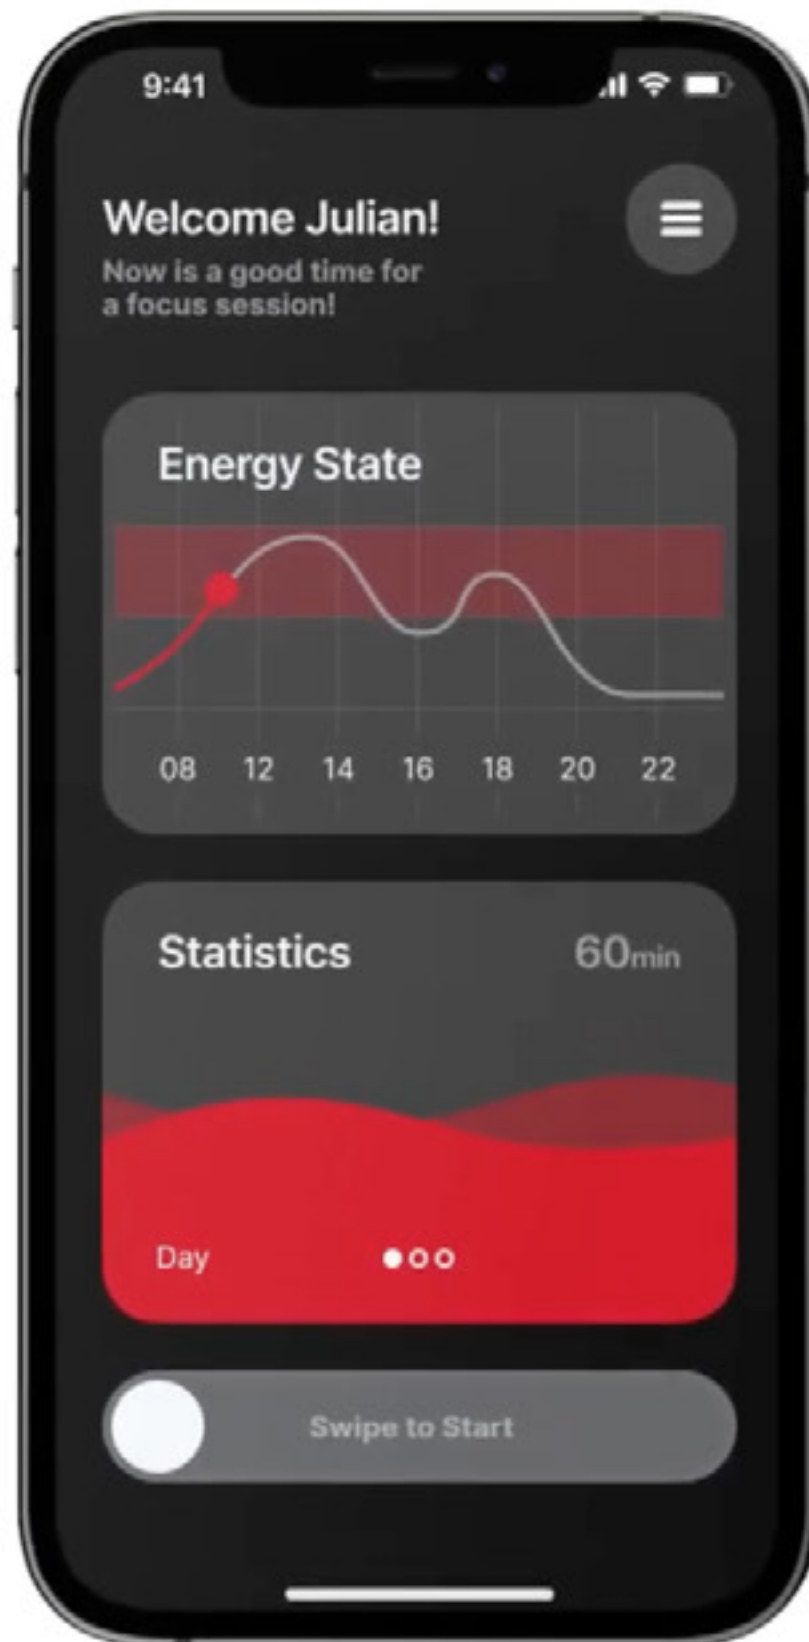 9:41
Welcome Julian!
Now is a good time for
a focus session!
Energy State
08 12 14 16 18 20 22
Statistics 60min
Day
Swipe to Start